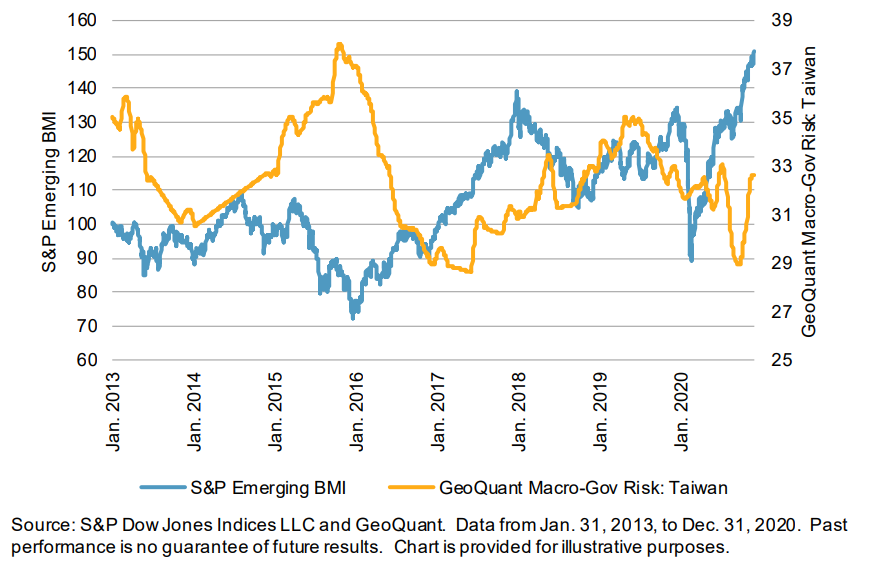 160
150
140
130
120
110
100
90
80
70
60
S&P Emerging BMI
39
37
35
33
31
29
27
25
GeoQuant Macro-Gov Risk: Taiwan
Jan. 2013
Jan. 2014
Jan. 2015
Jan. 2016
Jan. 2017
Jan. 2018
Jan. 2019
Jan. 2020
S&P Emerging BMI
GeoQuant Macro-Gov Risk: Taiwan
Source: S&P Dow Jones Indices LLC and GeoQuant. Data from Jan. 31, 2013, to Dec. 31, 2020. Past
performance is no guarantee of future results. Chart is provided for illustrative purposes.